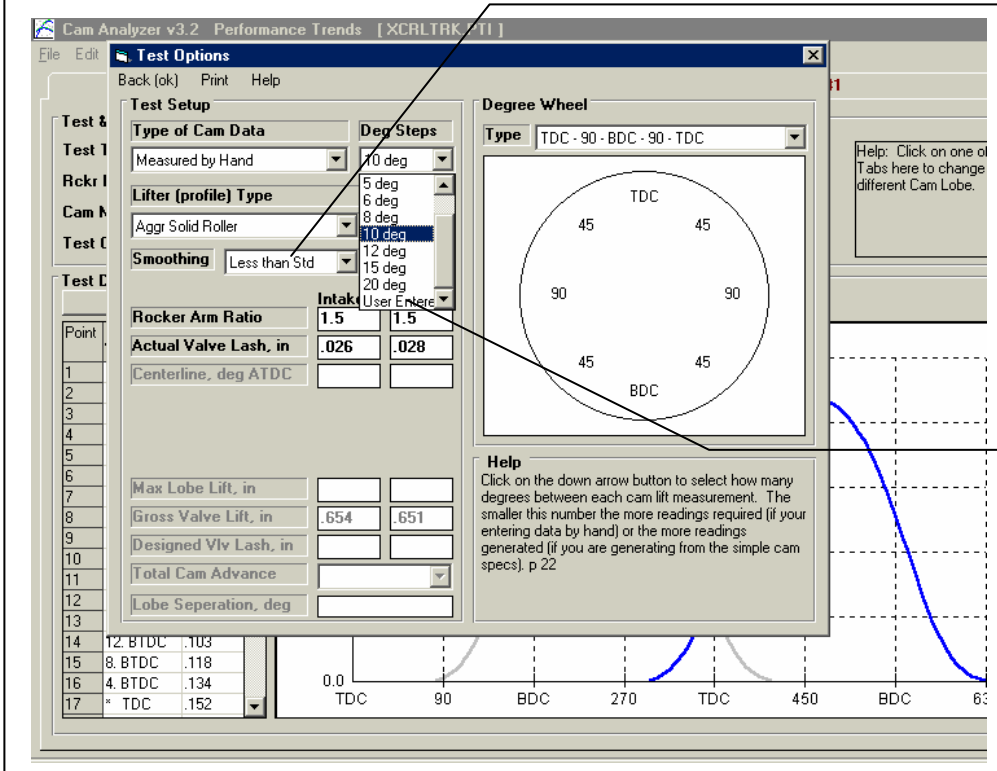 Cam Analyzer v3.2 Performance Trends [ XCRLTRK.PTI ]
File Edit
Test Options
Back (ok) Print Help
Test Setup
Type of Cam Data Deg Steps
Measured by Hand 10 deg
5 deg
6 deg
8 deg
10 deg
12 deg
15 deg
20 deg
User Entere
Lifter (profile) Type
Aggr Solid Roller
Smoothing Less than Std
Intake
Rocker Arm Ratio 1.5 1.5
Actual Valve Lash, in .026 .028
Centerline, deg ATDC
Max Lobe Lift, in
Gross Valve Lift, in .654 .651
Designed Vlv Lash, in
Total Cam Advance
Lobe Seperation, deg
Degree Wheel
Type TDC - 90 - BDC - 90 - TDC
TDC
45 45
90 90
45 45
BDC
Help
Click on the down arrow button to select how many
degrees between each cam lift measurement. The
smaller this number the more readings required (if your
entering data by hand) or the more readings
generated (if you are generating from the simple cam
specs). p 22
#1
Help: Click on one of
Tabs here to change
different Cam Lobe.
Test &
Test T
Rckr
Cam
Test
Test D
Point
1
2
3
4
5
6
7
8
9
10
11
12
13
14 12. BTDC .103
15 8. BTDC .118
16 4. BTDC .134
17 * TDC .152
0.0
TDC 90 BDC 270 TDC 450 BDC 63